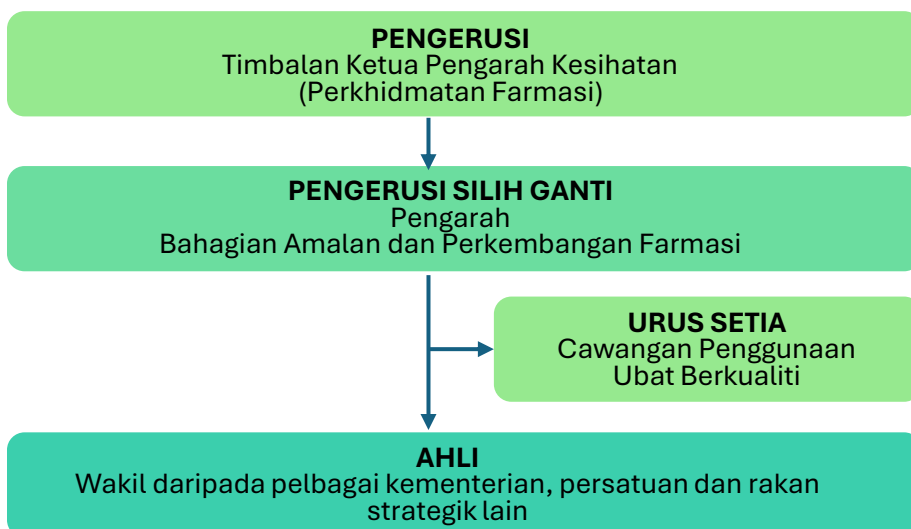 PENGERUSI
Timbalan Ketua Pengarah Kesihatan
(Perkhidmatan Farmasi)
PENGERUSI SILIH GANTI
Pengarah
Bahagian Amalan dan Perkembangan Farmasi
URUS SETIA
Cawangan Penggunaan
Ubat Berkualiti
AHLI
Wakil daripada pelbagai kementerian, persatuan dan rakan
strategik lain